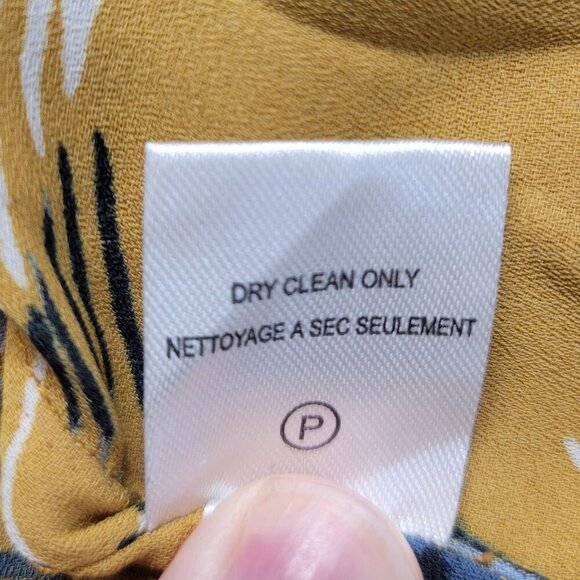 DRY CLEAN ONLY
NETTOYAGE A SEC SEULEMENT
P